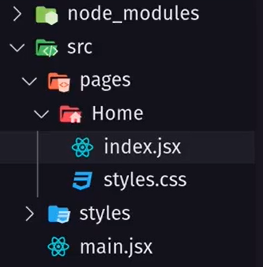 node_modules
src
pages
Home
index.jsx
styles.css
styles
main.jsx